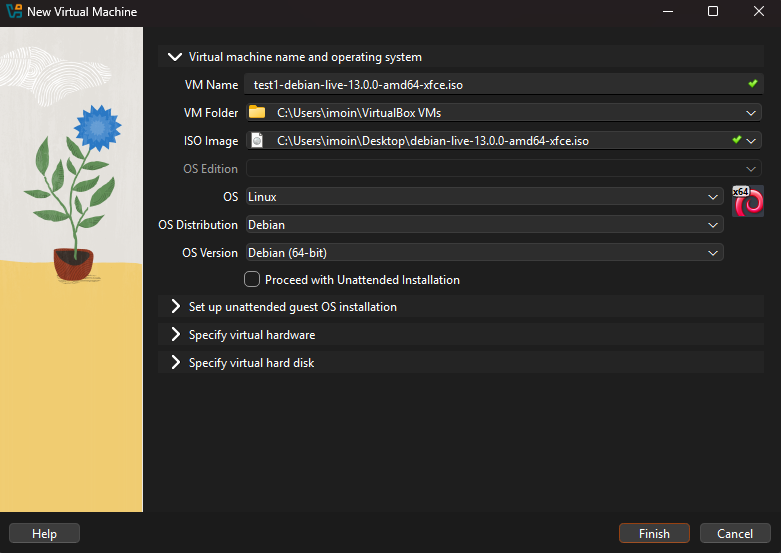 New Virtual Machine
Virtual machine name and operating system
VM Name test1-debian-live-13.0.0-amd64-xfce.iso
VM Folder C:\Users\imoin\VirtualBox VMs
ISO Image C:\Users\imoin\Desktop\debian-live-13.0.0-amd64-xfce.iso
OS Edition
OS Linux
x64
OS Distribution Debian
OS Version Debian (64-bit)
Proceed with Unattended Installation
Set up unattended guest OS installation
Specify virtual hardware
Specify virtual hard disk
Help Finish Cancel